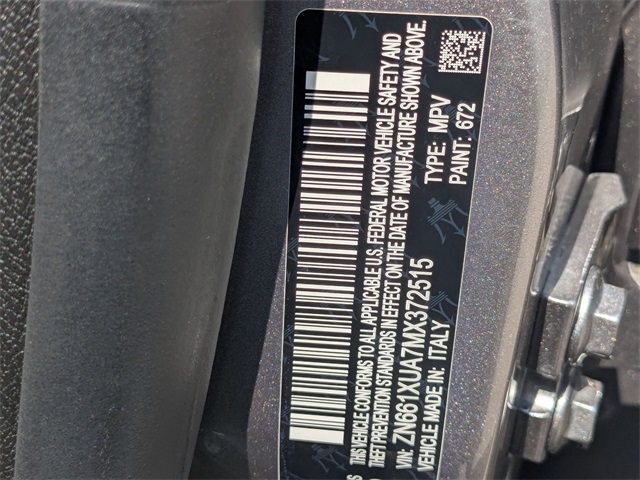 THIS VEHICLE CONFORMS TO ALL APPLICABLE U.S. FEDERAL MOTOR VEHICLE SAFETY AND
THEFT PREVENTION STANDARDS IN EFFECT ON THE DATE OF MANUFACTURE SHOWN ABOVE.
VIN: ZN661XUA7MX372515 TYPE: MPV
VEHICLE MADE IN: ITALY PAINT: 672